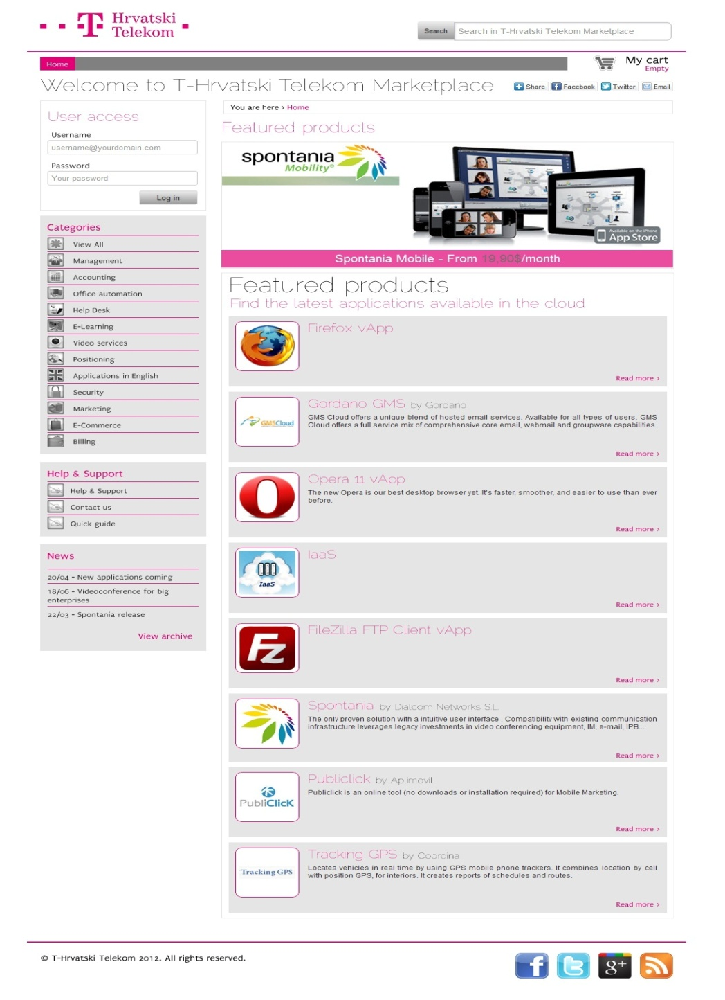 Hrvatski
Telekom
Search
Search in T-Hrvatski Telekom Marketplace
Home
My cart
Empty
Welcome to T-Hrvatski Telekom Marketplace
Share
Facebook
Twitter
Email
User access
Username
username@yourdomain.com
Password
Your password
Log in
Categories
View All
Management
Accounting
Office automation
Help Desk
E-Learning
Video services
Positioning
Applications in English
Security
Marketing
E-Commerce
Billing
Help & Support
Help & Support
Contact us
Quick guide
News
20/04 - New applications coming
18/06 - Videoconference for big
enterprises
22/03 - Spontania release
View archive
You are here > Home
Featured products
spontania
Mobility®
Available on the iPhone
App Store
Spontania Mobile - From 19,90$/month
Featured products
Find the latest applications available in the cloud
Firefox vApp
Read more >
GMSCloud
Gordano GMS by Gordano
GMS Cloud offers a unique blend of hosted email services. Available for all types of users, GMS
Cloud offers a full service mix of comprehensive core email, webmail and groupware capabilities.
Read more >
Opera 11 vApp
The new Opera is our best desktop browser yet. It's faster, smoother, and easier to use than ever
before.
Read more >
IaaS
IaaS
Read more >
Fz
FileZilla FTP Client vApp
Read more >
Spontania by Dialcom Networks S.L.
The only proven solution with a intuitive user interface . Compatibility with existing communication
infrastructure leverages legacy investments in video conferencing equipment, IM, e-mail, IPB...
Read more >
PubliClicK
Publiclick by Aplimovil
Publiclick is an online tool (no downloads or installation required) for Mobile Marketing.
Read more >
Tracking GPS
Tracking GPS by Coordina
Locates vehicles in real time by using GPS mobile phone trackers. It combines location by cell
with position GPS, for interiors. It creates reports of schedules and routes.
Read more >
© T-Hrvatski Telekom 2012. All rights reserved.